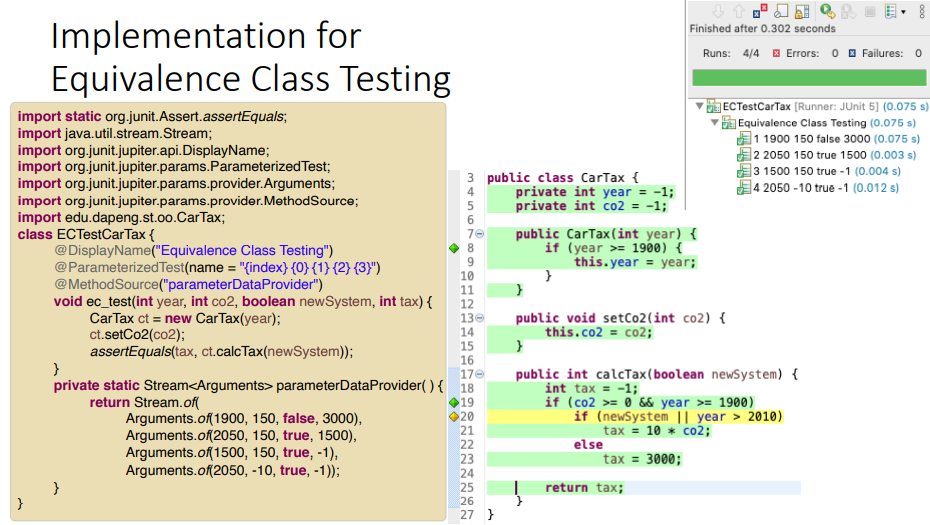 Implementation for
Equivalence Class Testing
Finished after 0.302 seconds
Runs: 4/4 Errors: 0 Failures: 0
ECTestCarTax [Runner: JUnit 5] (0.075 s)
Equivalence Class Testing (0.075 s)
1 1900 150 false 3000 (0.075 s)
2 2050 150 true 1500 (0.003 s)
3 1500 150 true -1 (0.004 s)
4 2050 -10 true -1 (0.012 s)
import static org.junit.Assert.assertEquals;
import java.util.stream.Stream;
import org.junit.jupiter.api.DisplayName;
import org.junit.jupiter.params.ParameterizedTest;
import org.junit.jupiter.params.provider.Arguments;
import org.junit.jupiter.params.provider.MethodSource;
import edu.dapeng.st.oo.CarTax;
class ECTestCarTax {
@DisplayName("Equivalence Class Testing")
@ParameterizedTest(name = "{index} {0} {1} {2} {3}")
@MethodSource("parameterDataProvider")
void ec_test(int year, int co2, boolean newSystem, int tax) {
CarTax ct = new CarTax(year);
ct.setCo2(co2);
assertEquals(tax, ct.calcTax(newSystem));
}
private static Stream<Arguments> parameterDataProvider( ) {
return Stream.of(
Arguments.of(1900, 150, false, 3000),
Arguments.of(2050, 150, true, 1500),
Arguments.of(1500, 150, true, -1),
Arguments.of(2050, -10, true, -1));
}
}
3 public class CarTax {
4 private int year = -1;
5 private int co2 = -1;
6
7 public CarTax(int year) {
8 if (year >= 1900) {
9 this.year = year;
10 }
11 }
12
13 public void setCo2(int co2) {
14 this.co2 = co2;
15 }
16
17 public int calcTax(boolean newSystem) {
18 int tax = -1;
19 if (co2 >= 0 && year >= 1900)
20 if (newSystem || year > 2010)
21 tax = 10 * co2;
22 else
23 tax = 3000;
24
25 return tax;
26 }
27 }